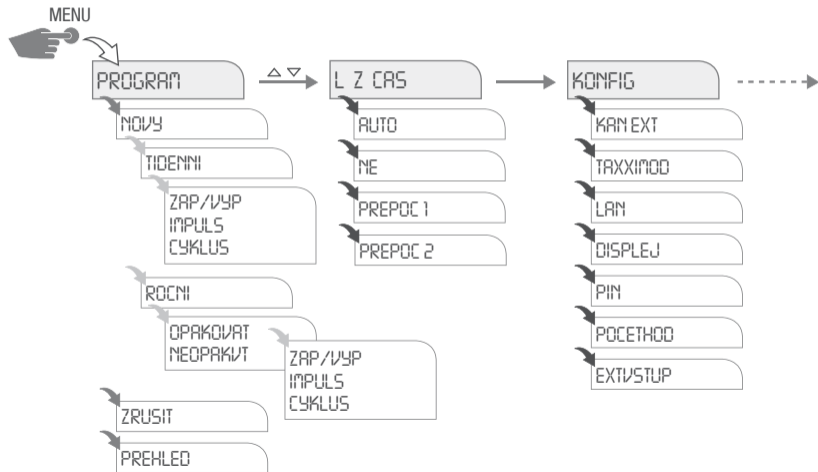 MENU
PROGRAM
NOVY
TIDENNI
ZAP/VYP
IMPULS
CYKLUS
ROCNI
OPAKOVAT
NEOPAKVT
ZAP/VYP
IMPULS
CYKLUS
ZRUSIT
PREHLED
L Z CAS
AUTO
NE
PREPOC 1
PREPOC 2
KONFIG
KAN EXT
TAXXIMOD
LAN
DISPLEJ
PIN
POCETHOD
EXTVSTUP